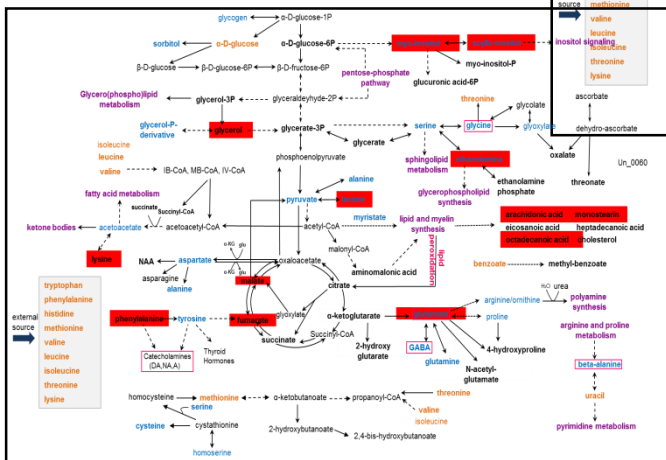 glycogen
α-D-glucose-1P
source
methionine
valine
leucine
isoleucine
threonine
lysine
sorbitol
α-D-glucose
α-D-glucose-6P
inositol signaling
myo-inositol-P
β-D-glucose
β-D-glucose-6P
β-D-fructose-6P
pentose-phosphate
pathway
glucuronic acid-6P
Glycero(phospho)lipid
metabolism
glycerol-3P
glyceraldeyhyde-2P
threonine
glycolate
ascorbate
glycerol-P-
derivative
glycerol
glycerate-3P
serine
glycine
glyoxylate
dehydro-ascorbate
glycerate
oxalate
isoleucine
leucine
valine
phosphoenolpyruvate
sphingolipid
metabolism
ethanolamine
phosphate
threonate
Un_0060
IB-CoA, MB-CoA, IV-CoA
alanine
glycerophospholipid
synthesis
fatty acid metabolism
pyruvate
succinate
Succinyl-CoA
myristate
arachidonic acid
monostearin
ketone bodies
acetoacetate
acetoacetyl-CoA
acetyl-CoA
lipid and myelin
synthesis
eicosanoic acid
heptadecanoic acid
octadecanoic acid
cholesterol
malonyl-CoA
lysine
NAA
aspartate
α-KG
glu
oxaloacetate
aminomalonic acid
lipid
peroxidation
benzoate
methyl-benzoate
asparagine
alanine
α-KG
glu
malate
citrate
H₂O
urea
tryptophan
phenylalanine
histidine
methionine
valine
leucine
isoleucine
threonine
lysine
external
source
phenylalanine
tyrosine
fumarate
glyoxylate
α-ketoglutarate
arginine/ornithine
polyamine
synthesis
proline
Catecholamines
(DA,NA,A)
Thyroid
Hormones
succinate
Succinyl-CoA
2-hydroxy
glutarate
GABA
glutamine
N-acetyl-
glutamate
4-hydroxyproline
arginine and proline
metabolism
beta-alanine
homocysteine
methionine
α-ketobutanoate
propanoyl-CoA
threonine
serine
valine
isoleucine
uracil
cysteine
cystathionine
2-hydroxybutanoate
2,4-bis-hydroxybutanoate
pyrimidine metabolism
homoserine